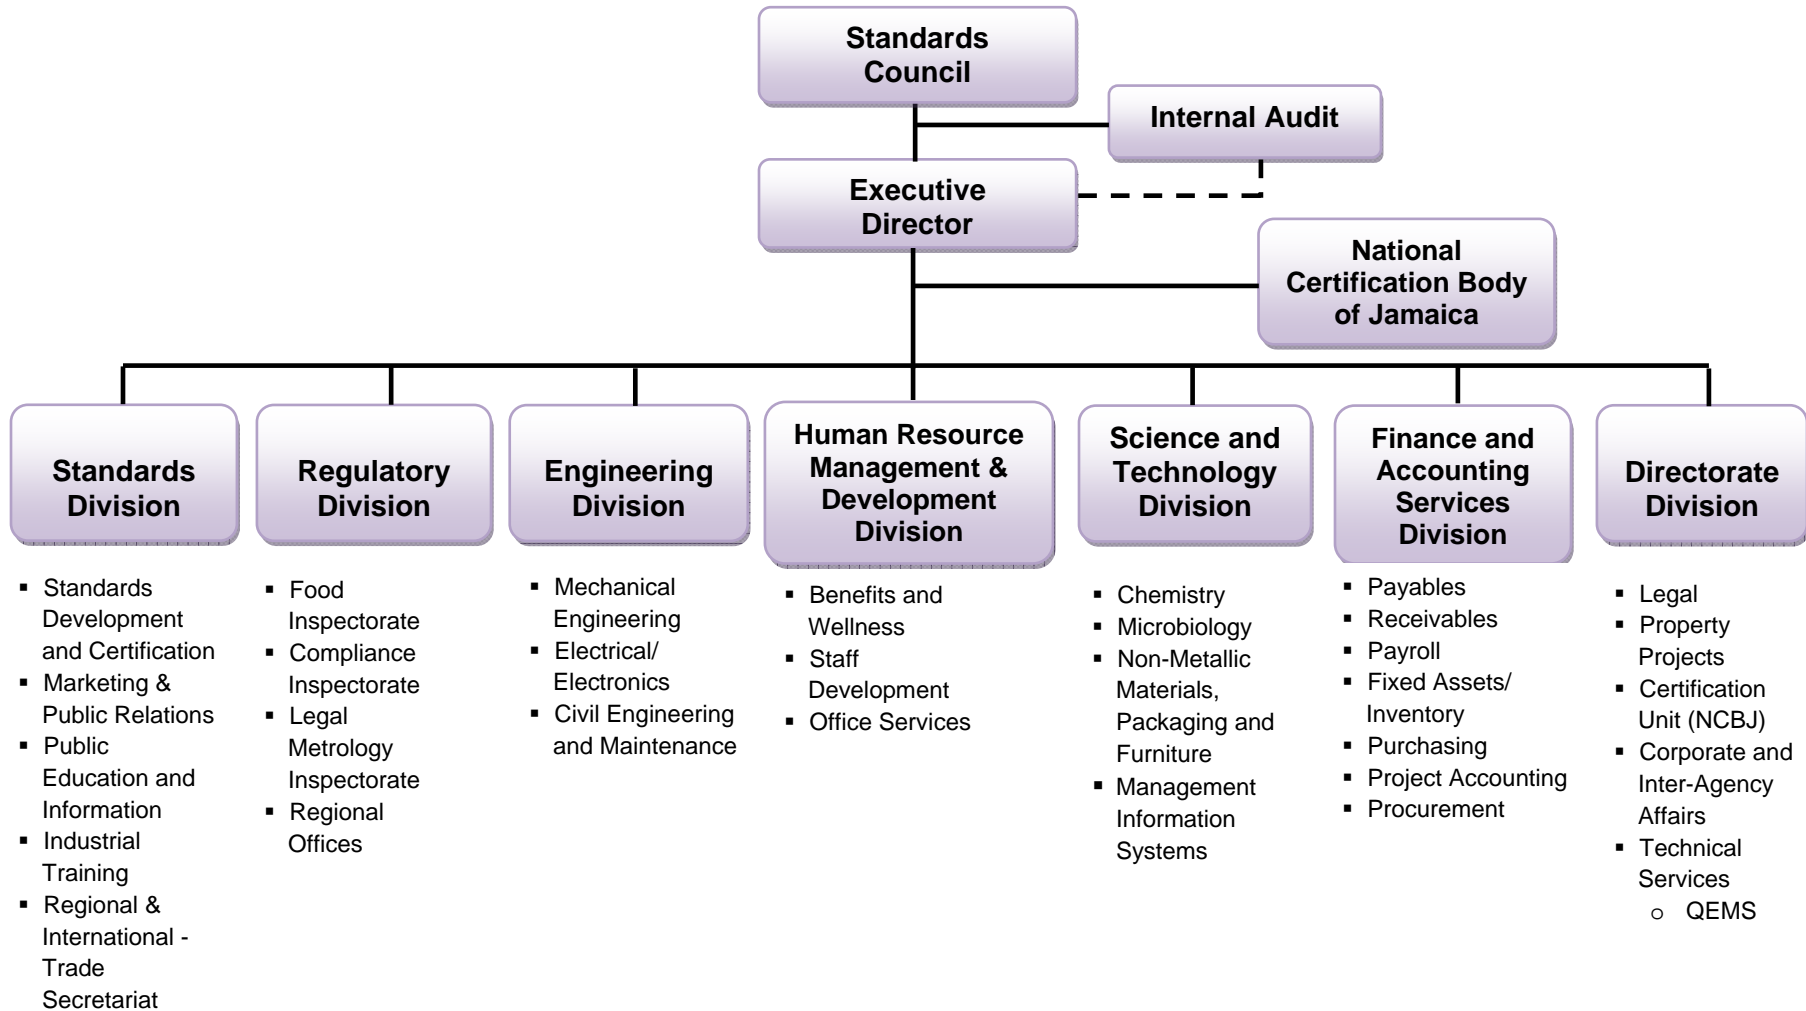 Standards
Council
Internal Audit
Executive
Director
National
Certification Body
of Jamaica
Standards
Division
▪ Standards
Development
and Certification
▪ Marketing &
Public Relations
▪ Public
Education and
Information
▪ Industrial
Training
▪ Regional &
International -
Trade
Secretariat
Regulatory
Division
▪ Food
Inspectorate
▪ Compliance
Inspectorate
▪ Legal
Metrology
Inspectorate
▪ Regional
Offices
Engineering
Division
▪ Mechanical
Engineering
▪ Electrical/
Electronics
▪ Civil Engineering
and Maintenance
Human Resource
Management &
Development
Division
▪ Benefits and
Wellness
▪ Staff
Development
▪ Office Services
Science and
Technology
Division
▪ Chemistry
▪ Microbiology
▪ Non-Metallic
Materials,
Packaging and
Furniture
▪ Management
Information
Systems
Finance and
Accounting
Services
Division
▪ Payables
▪ Receivables
▪ Payroll
▪ Fixed Assets/
Inventory
▪ Purchasing
▪ Project Accounting
▪ Procurement
Directorate
Division
▪ Legal
▪ Property
Projects
▪ Certification
Unit (NCBJ)
▪ Corporate and
Inter-Agency
Affairs
▪ Technical
Services
o QEMS